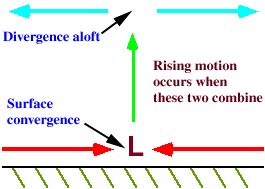 Divergence aloft
Rising motion
occurs when
these two combine
Surface
convergence
L